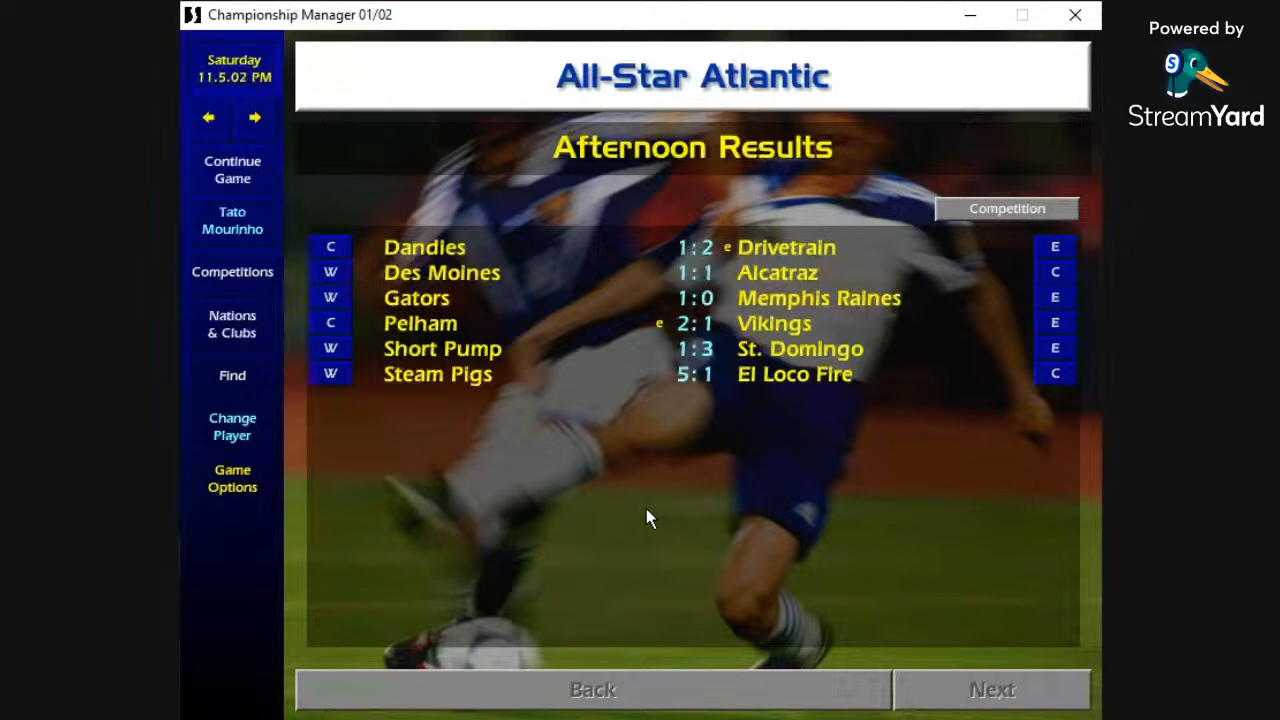 Championship Manager 01/02
Powered by
StreamYard
Saturday
11.5.02 PM
Continue
Game
Tato
Mourinho
Competitions
Nations
& Clubs
Find
Change
Player
Game
Options
All-Star Atlantic
Afternoon Results
Competition
C Dandies 1:2 e Drivetrain E
W Des Moines 1:1 Alcatraz C
W Gators 1:0 Memphis Raines E
C Pelham e 2:1 Vikings E
W Short Pump 1:3 St. Domingo E
W Steam Pigs 5:1 El Loco Fire C
Back Next